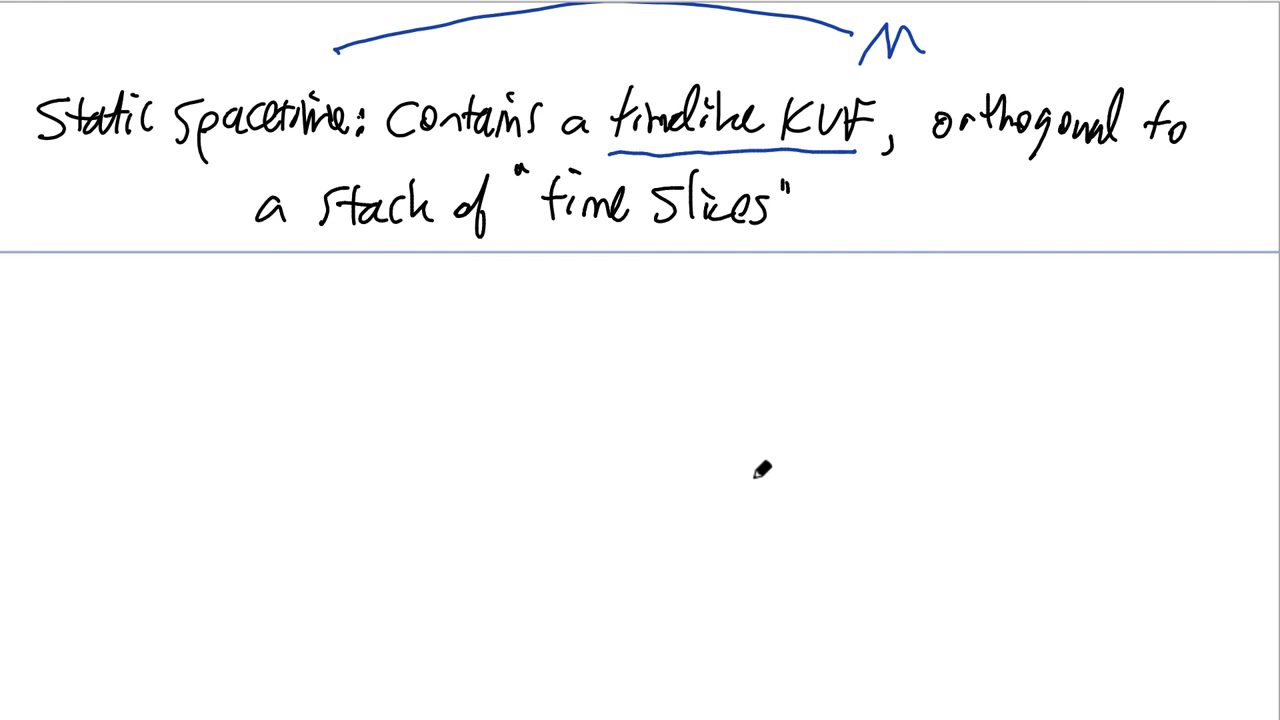 M
Static Spacetime: Contains a timelike KVF, orthogonal to
a stack of "time slices"